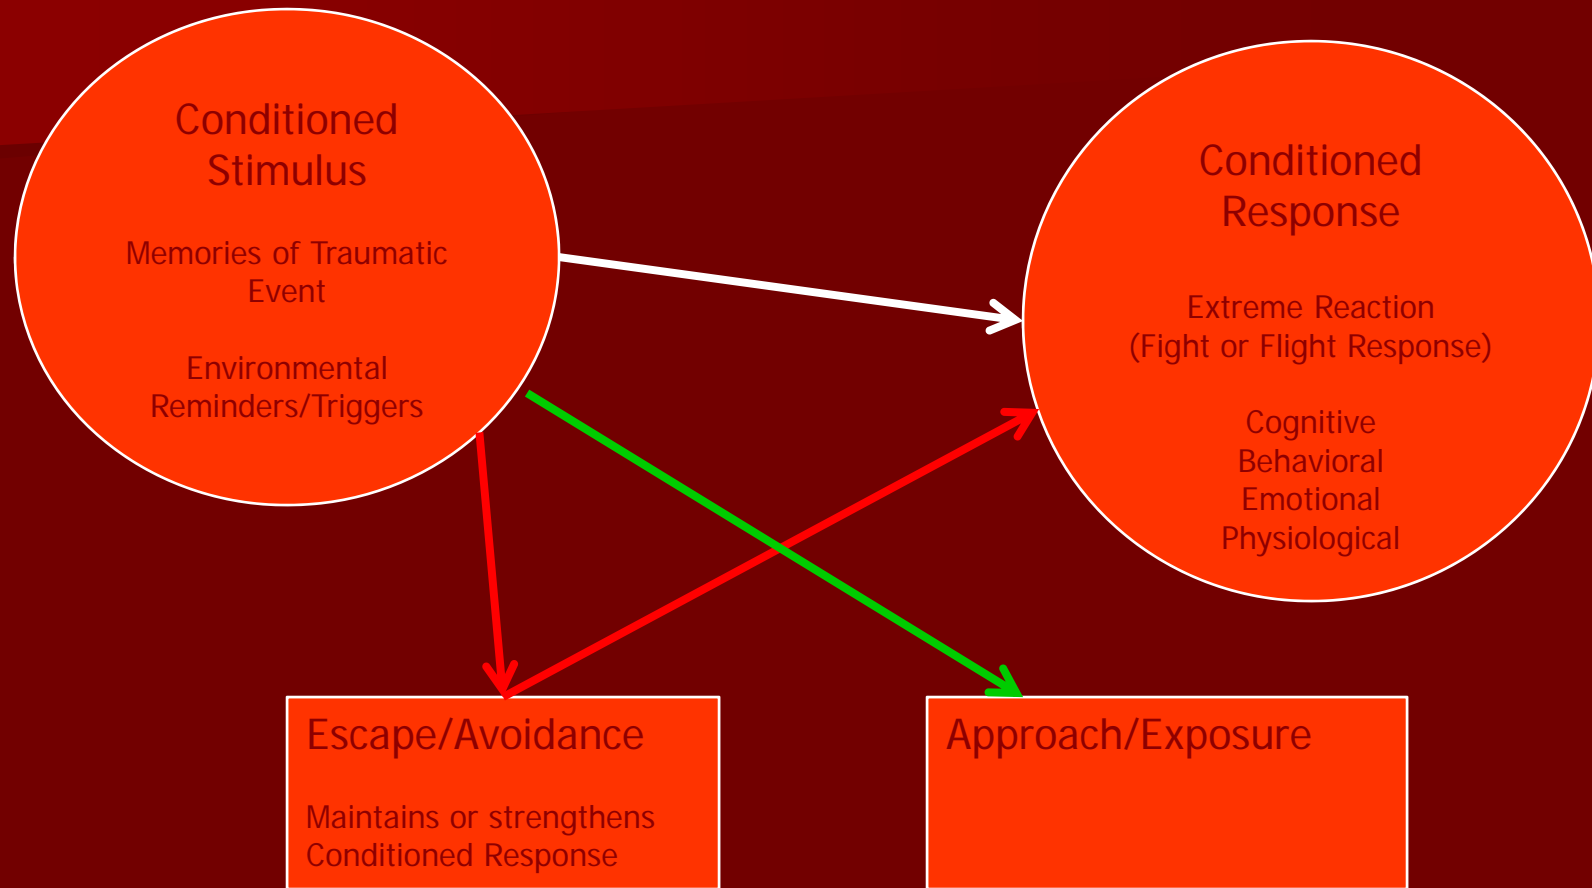 Conditioned
Stimulus
Memories of Traumatic
Event
Environmental
Reminders/Triggers
Conditioned
Response
Extreme Reaction
(Fight or Flight Response)
Cognitive
Behavioral
Emotional
Physiological
Escape/Avoidance
Maintains or strengthens
Conditioned Response
Approach/Exposure